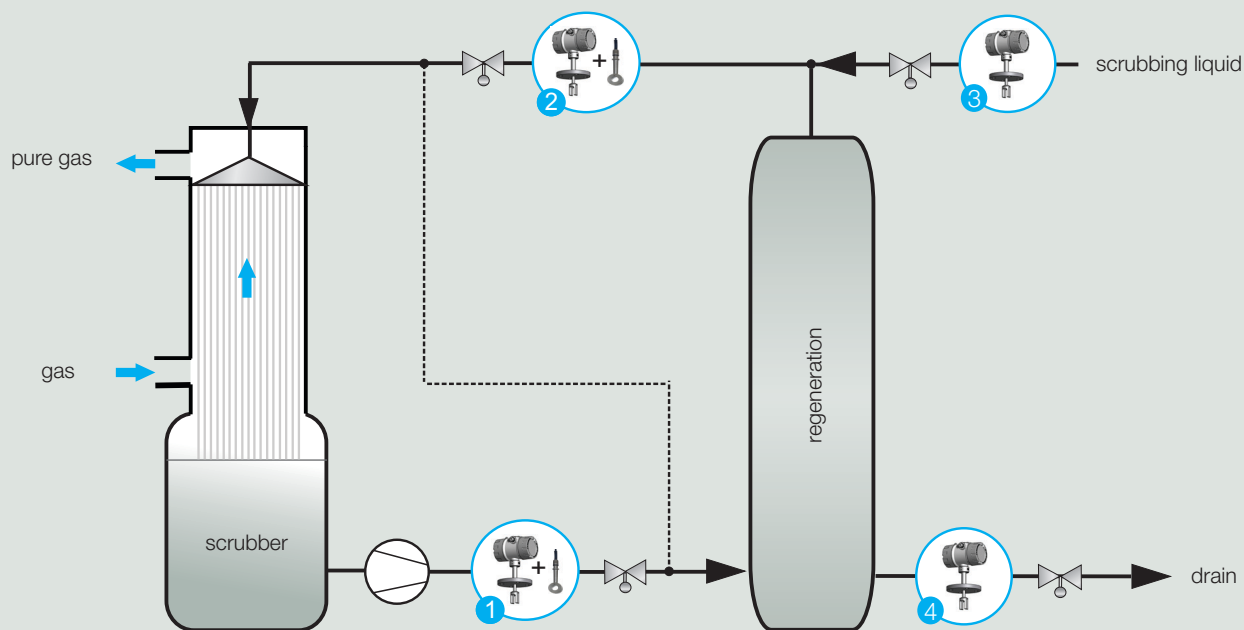 2
3
scrubbing liquid
pure gas
gas
regeneration
scrubber
1
4
drain